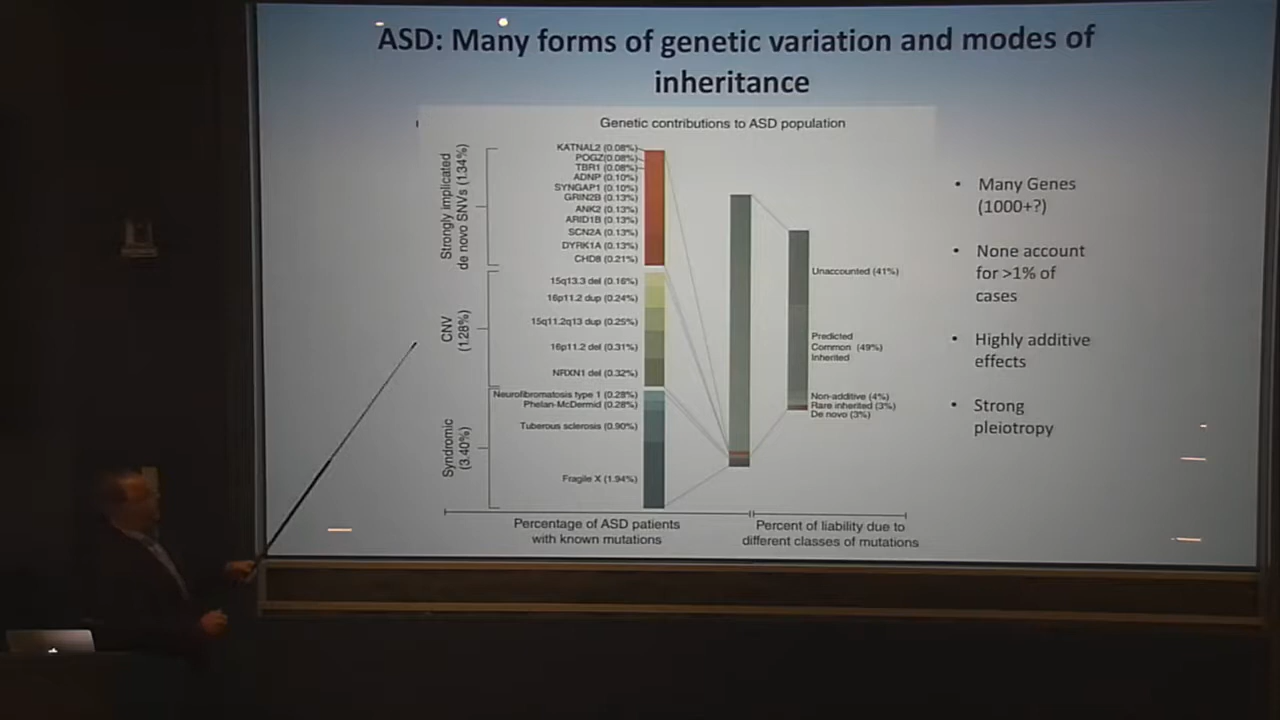 ASD: Many forms of genetic variation and modes of
inheritance
Genetic contributions to ASD population
Strongly implicated
de novo SNVs (1.34%)
KATNAL2 (0.08%)
POGZ(0.08%)
TBR1 (0.08%)
ADNP (0.10%)
SYNGAP1 (0.10%)
GRIN2B (0.13%)
ANK2 (0.13%)
ARID1B (0.13%)
SCN2A (0.13%)
DYRK1A (0.13%)
CHD8 (0.21%)
CNV
(1.28%)
15q13.3 del (0.16%)
16p11.2 dup (0.24%)
15q11.2q13 dup (0.25%)
16p11.2 del (0.31%)
NRXN1 del (0.32%)
Syndromic
(3.40%)
Neurofibromatosis type 1 (0.28%)
Phelan-McDermid (0.28%)
Tuberous sclerosis (0.90%)
Fragile X (1.94%)
Percentage of ASD patients
with known mutations
Unaccounted (41%)
Predicted
Common (49%)
Inherited
Non-additive (4%)
Rare inherited (3%)
De novo (3%)
Percent of liability due to
different classes of mutations
• Many Genes
(1000+?)
• None account
for >1% of
cases
• Highly additive
effects
• Strong
pleiotropy